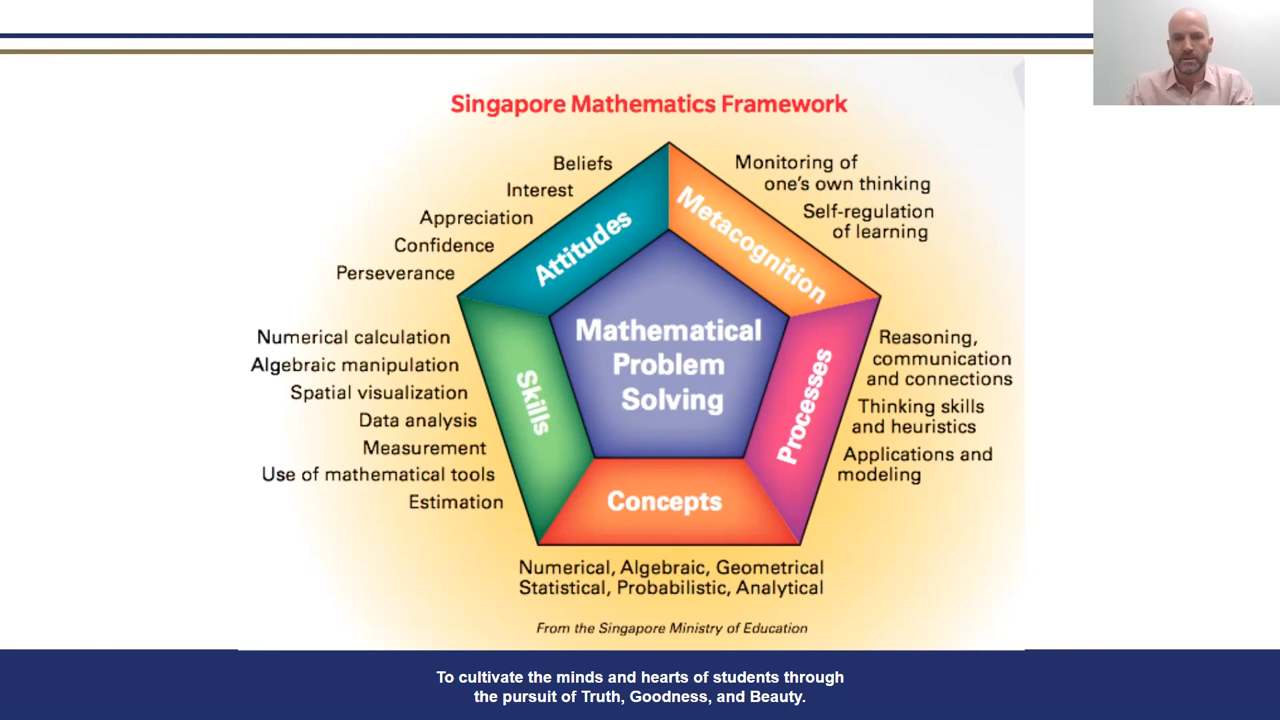 Singapore Mathematics Framework
Beliefs
Interest
Appreciation
Confidence
Perseverance
Attitudes
Monitoring of
one's own thinking
Self-regulation
of learning
Metacognition
Mathematical
Problem
Solving
Numerical calculation
Algebraic manipulation
Spatial visualization
Data analysis
Measurement
Use of mathematical tools
Estimation
Skills
Reasoning,
communication
and connections
Thinking skills
and heuristics
Applications and
modeling
Processes
Concepts
Numerical, Algebraic, Geometrical
Statistical, Probabilistic, Analytical
From the Singapore Ministry of Education
To cultivate the minds and hearts of students through
the pursuit of Truth, Goodness, and Beauty.